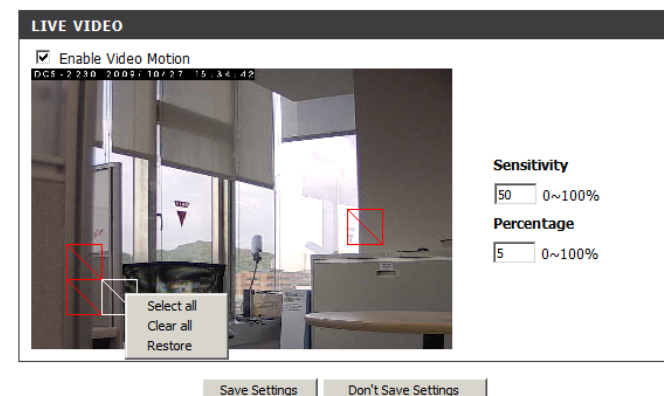 LIVE VIDEO
Enable Video Motion
DCS-2230 2009/10/27 15:34:42
Sensitivity
50 0~100%
Percentage
5 0~100%
Select all
Clear all
Restore
Save Settings Don't Save Settings